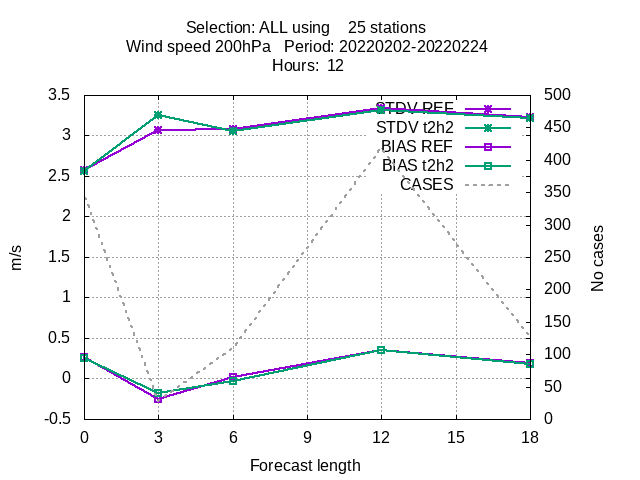 Selection: ALL using 25 stations
Wind speed 200hPa Period: 20220202-20220224
Hours: 12
3.5
3
2.5
2
1.5
1
0.5
0
-0.5
m/s
STDV REF
STDV t2h2
BIAS REF
BIAS t2h2
CASES
500
450
400
350
300
250
200
150
100
50
0
No cases
0 3 6 9 12 15 18
Forecast length